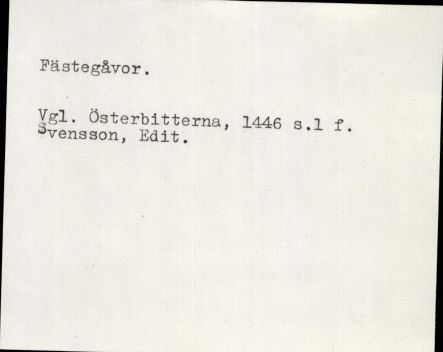 Fästegåvor.
Vgl. Österbitterna, 1446 s.1 f.
Svensson, Edit.